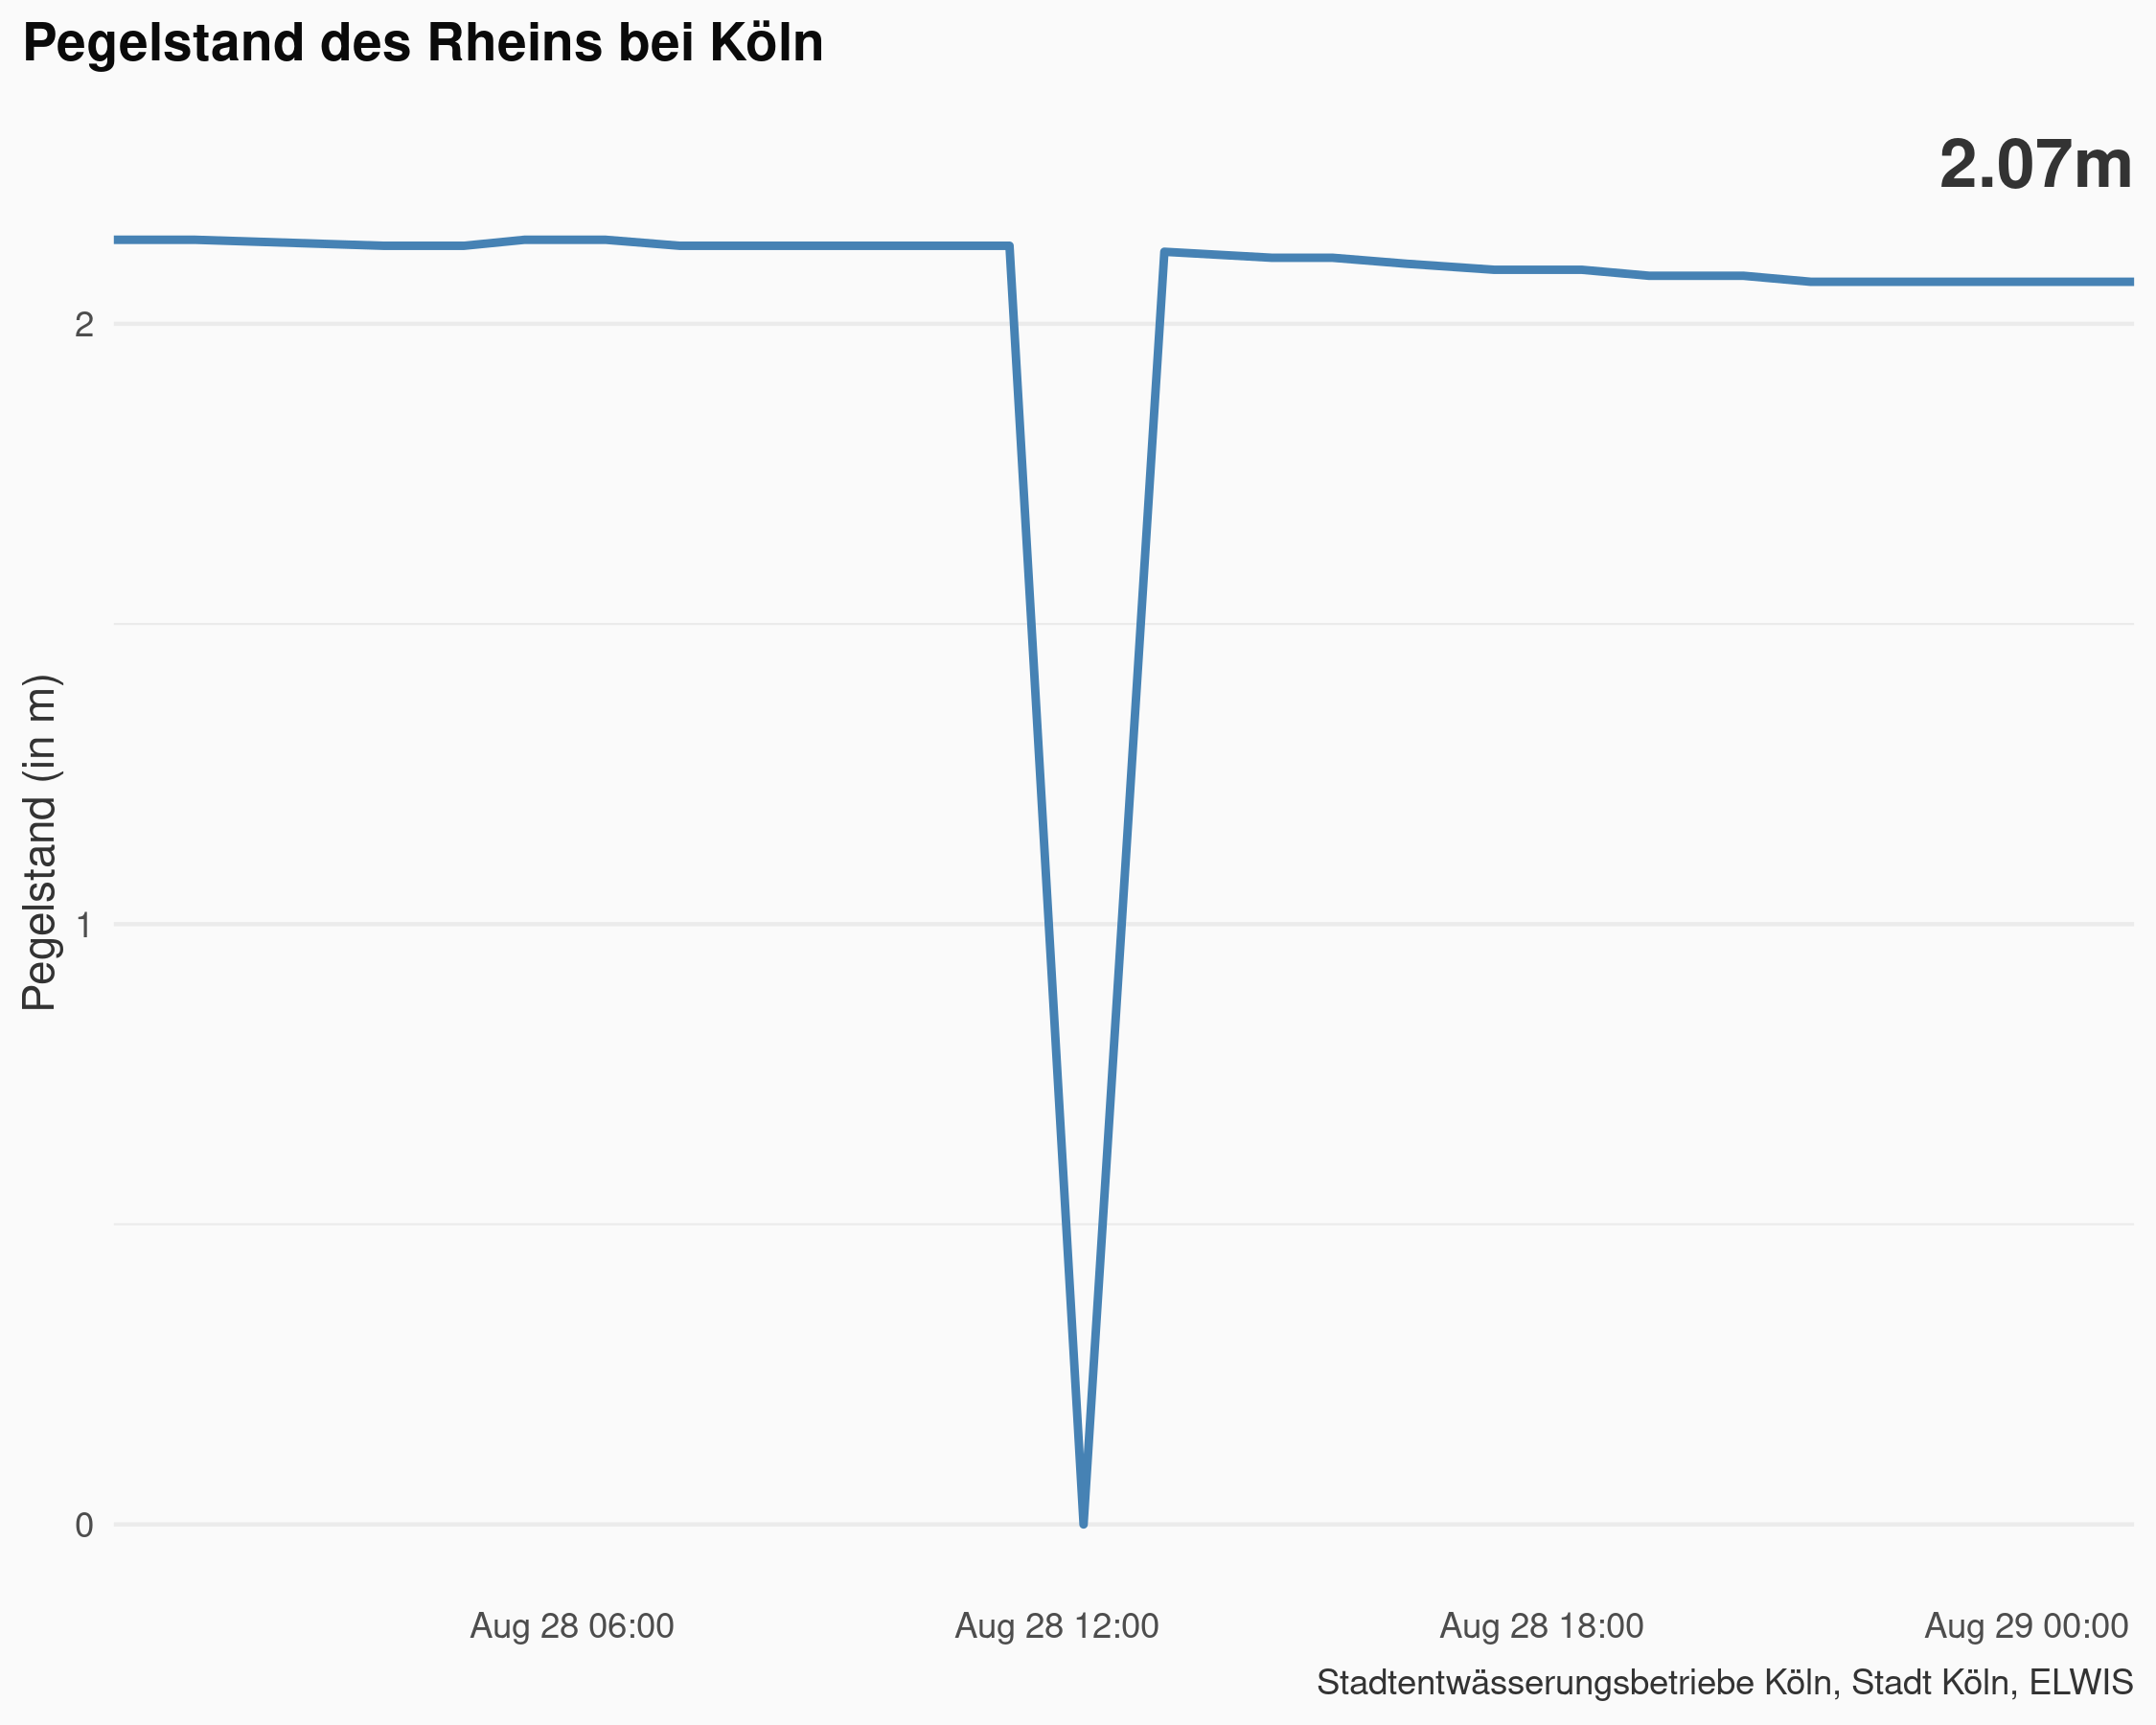 Pegelstand des Rheins bei Köln
2.07m
Pegelstand (in m)
2
1
0
Aug 28 06:00
Aug 28 12:00
Aug 28 18:00
Aug 29 00:00
Stadtentwässerungsbetriebe Köln, Stadt Köln, ELWIS